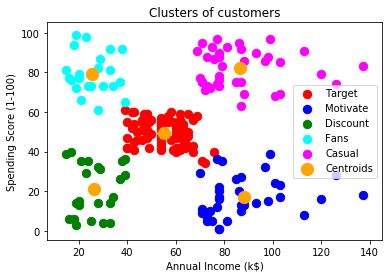 Clusters of customers
Spending Score (1-100)
100
80
60
40
20
0
Target
Motivate
Discount
Fans
Casual
Centroids
20 40 60 80 100 120 140
Annual Income (k$)